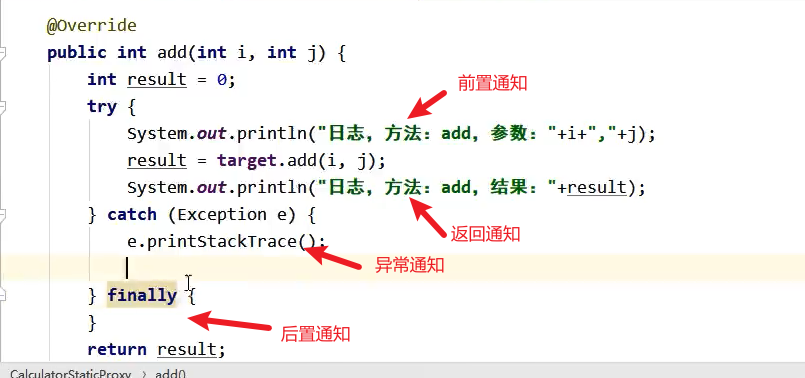 @Override
public int add(int i, int j) {
int result = 0;
前置通知
try {
System.out.println("日志，方法：add，参数："+i+","+j);
result = target.add(i, j);
System.out.println("日志，方法：add，结果："+result);
} catch (Exception e) {
返回通知
e.printStackTrace();
异常通知
} finally {
}
后置通知
return result;
CalculatorStaticProxy › add()